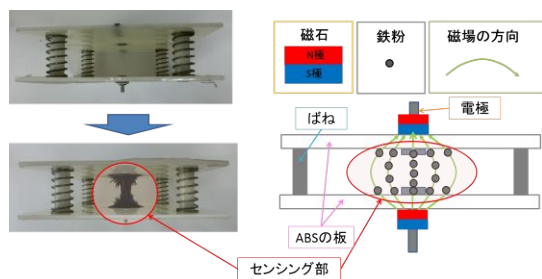 磁石
N極
S極
鉄粉
磁場の方向
電極
ばね
ABSの板
センシング部